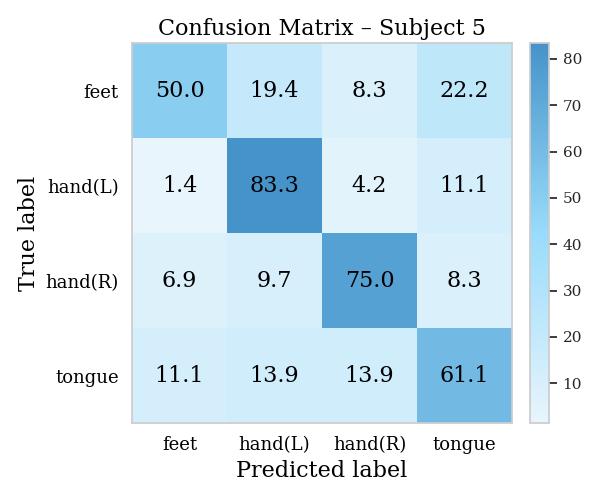 Confusion Matrix – Subject 5
feet 50.0 19.4 8.3 22.2
hand(L) 1.4 83.3 4.2 11.1
hand(R) 6.9 9.7 75.0 8.3
tongue 11.1 13.9 13.9 61.1
feet hand(L) hand(R) tongue
Predicted label
True label
80
70
60
50
40
30
20
10